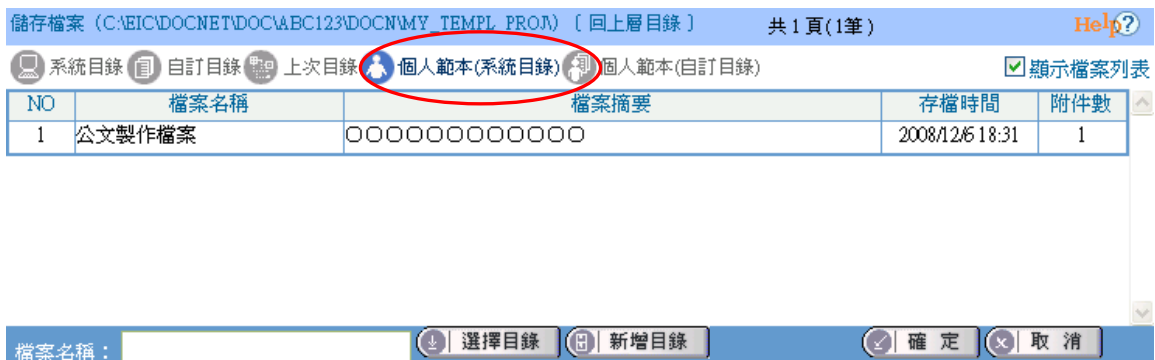 儲存檔案（C:\EIC\DOCNET\DOC\ABC123\DOCN\MY_TEMPL_PROJ\）〔回上層目錄〕 共1頁(1筆) Help?
系統目錄 自訂目錄 上次目錄 個人範本(系統目錄) 個人範本(自訂目錄) 顯示檔案列表
NO 檔案名稱 檔案摘要 存檔時間 附件數
1 公文製作檔案 ○○○○○○○○○○○○ 2008/12/6 18:31 1
檔案名稱： 選擇目錄 新增目錄 確定 取消